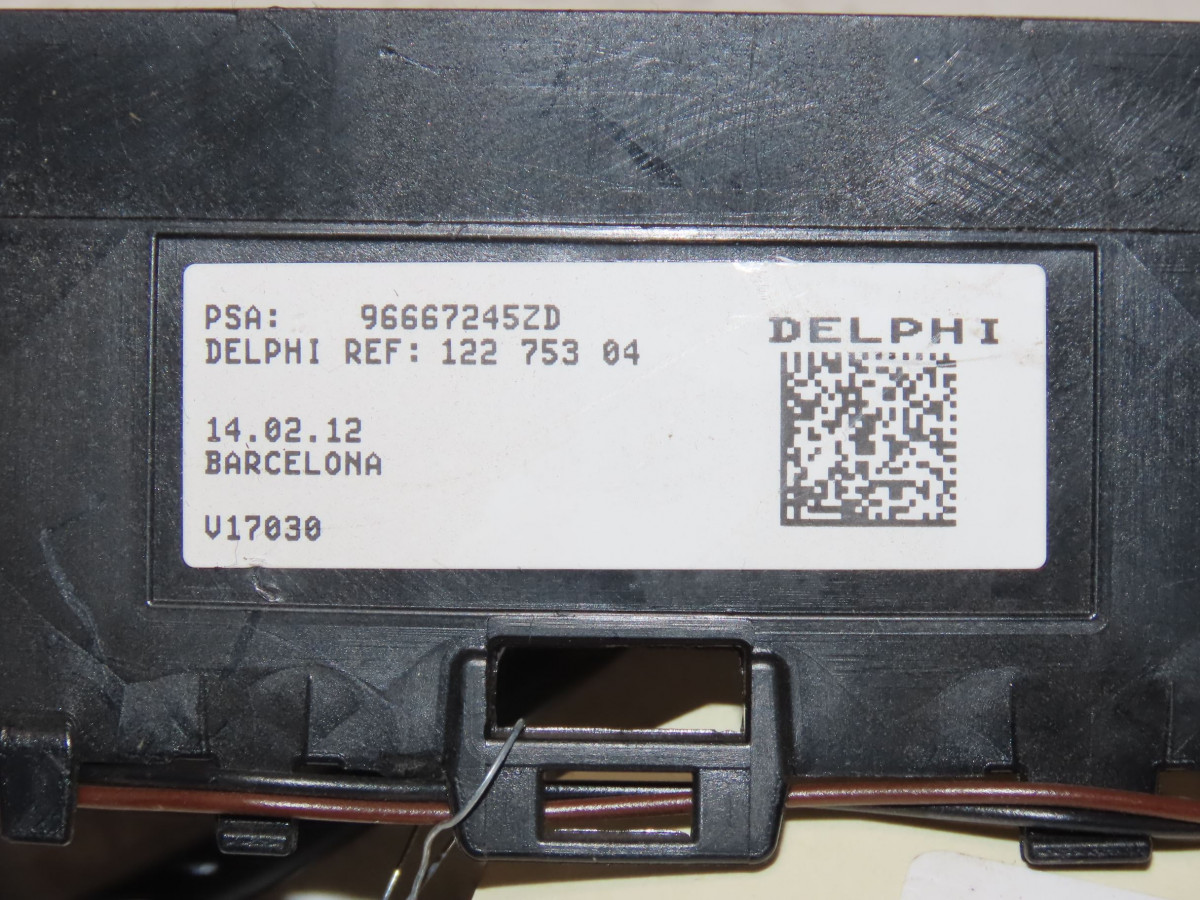 PSA: 96667245ZD
DELPHI REF: 122 753 04
14.02.12
BARCELONA
V17030
DELPHI